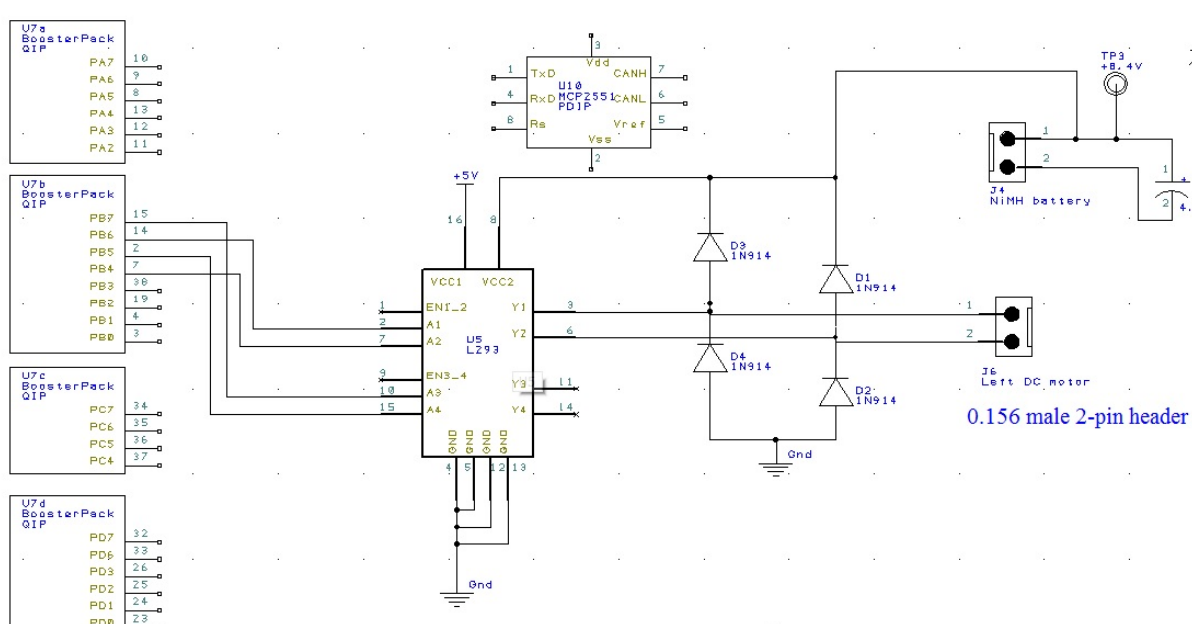 U7a
BoosterPack
QIP
PA7 10
PA6 9
PA5 8
PA4 13
PA3 12
PA2 11
U7b
BoosterPack
QIP
PB7 15
PB6 14
PB5 2
PB4 7
PB3 38
PB2 19
PB1 4
PB0 3
U7c
BoosterPack
QIP
PC7 34
PC6 35
PC5 36
PC4 37
U7d
BoosterPack
QIP
PD7 32
PD6 33
PD3 26
PD2 25
PD1 24
PD0 23
3
Vdd
1 TxD CANH 7
U10
4 RxD MCP2551 CANL 6
PDIP
8 Rs Vref 5
Vss
2
+5V
16 8
VCC1 VCC2
1 EN1_2 Y1 3
2 A1
7 A2 Y2 6
U5
L293
9 EN3_4 Y3 11
10 A3
15 A4 Y4 14
GND GND GND GND
4 5 12 13
Gnd
D3
1N914
D1
1N914
D4
1N914
D2
1N914
Gnd
TP3
+8.4V
1
2
J4
NiMH battery
1
+
2
4.
1
2
J6
Left DC motor
0.156 male 2-pin header